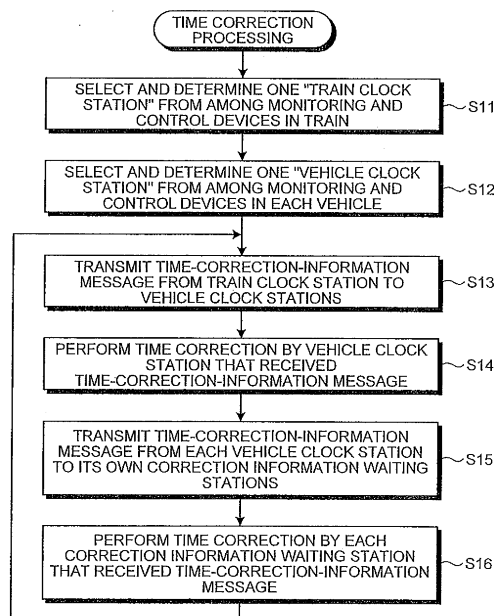 TIME CORRECTION
PROCESSING
SELECT AND DETERMINE ONE "TRAIN CLOCK
STATION" FROM AMONG MONITORING AND
CONTROL DEVICES IN TRAIN
S11
SELECT AND DETERMINE ONE "VEHICLE CLOCK
STATION" FROM AMONG MONITORING AND
CONTROL DEVICES IN EACH VEHICLE
S12
TRANSMIT TIME-CORRECTION-INFORMATION
MESSAGE FROM TRAIN CLOCK STATION TO
VEHICLE CLOCK STATIONS
S13
PERFORM TIME CORRECTION BY VEHICLE CLOCK
STATION THAT RECEIVED
TIME-CORRECTION-INFORMATION MESSAGE
S14
TRANSMIT TIME-CORRECTION-INFORMATION
MESSAGE FROM EACH VEHICLE CLOCK STATION
TO ITS OWN CORRECTION INFORMATION WAITING
STATIONS
S15
PERFORM TIME CORRECTION BY EACH
CORRECTION INFORMATION WAITING STATION
THAT RECEIVED TIME-CORRECTION-INFORMATION
MESSAGE
S16